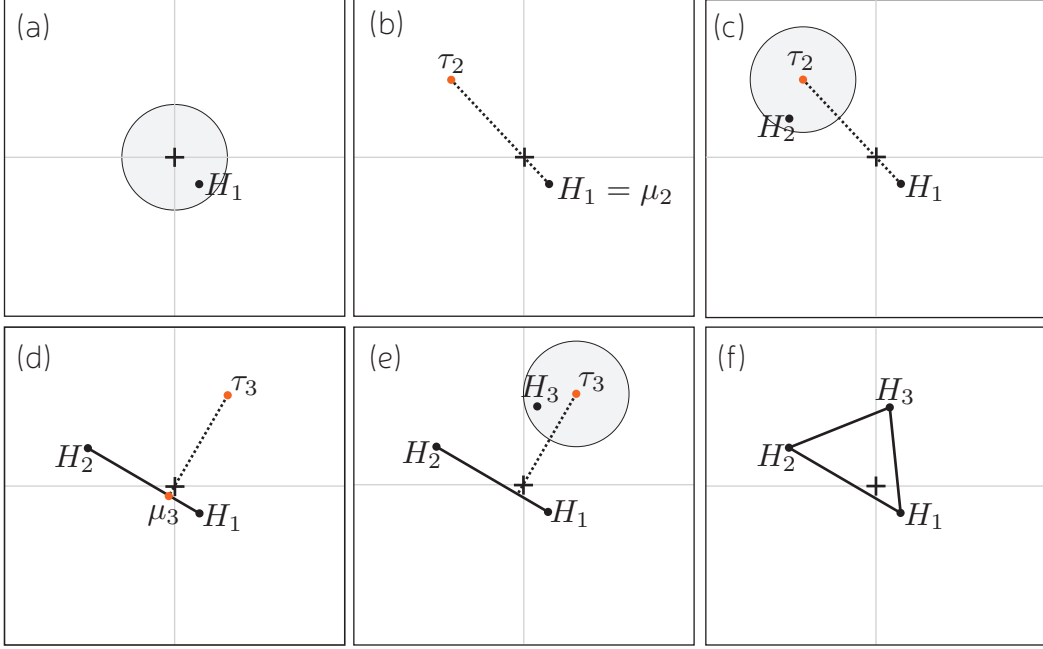 (a)
H₁
(b)
τ₂
H₁ = μ₂
(c)
τ₂
H₂
H₁
(d)
τ₃
H₂
μ₃
H₁
(e)
H₃
τ₃
H₂
H₁
(f)
H₃
H₂
H₁